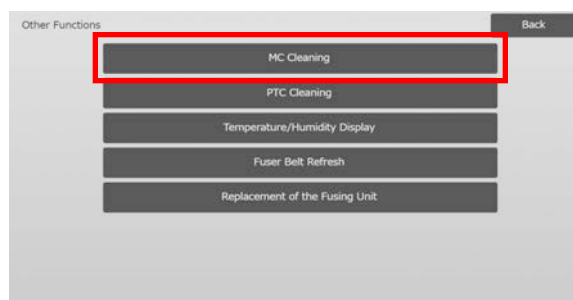 Other Functions
Back
MC Cleaning
PTC Cleaning
Temperature/Humidity Display
Fuser Belt Refresh
Replacement of the Fusing Unit